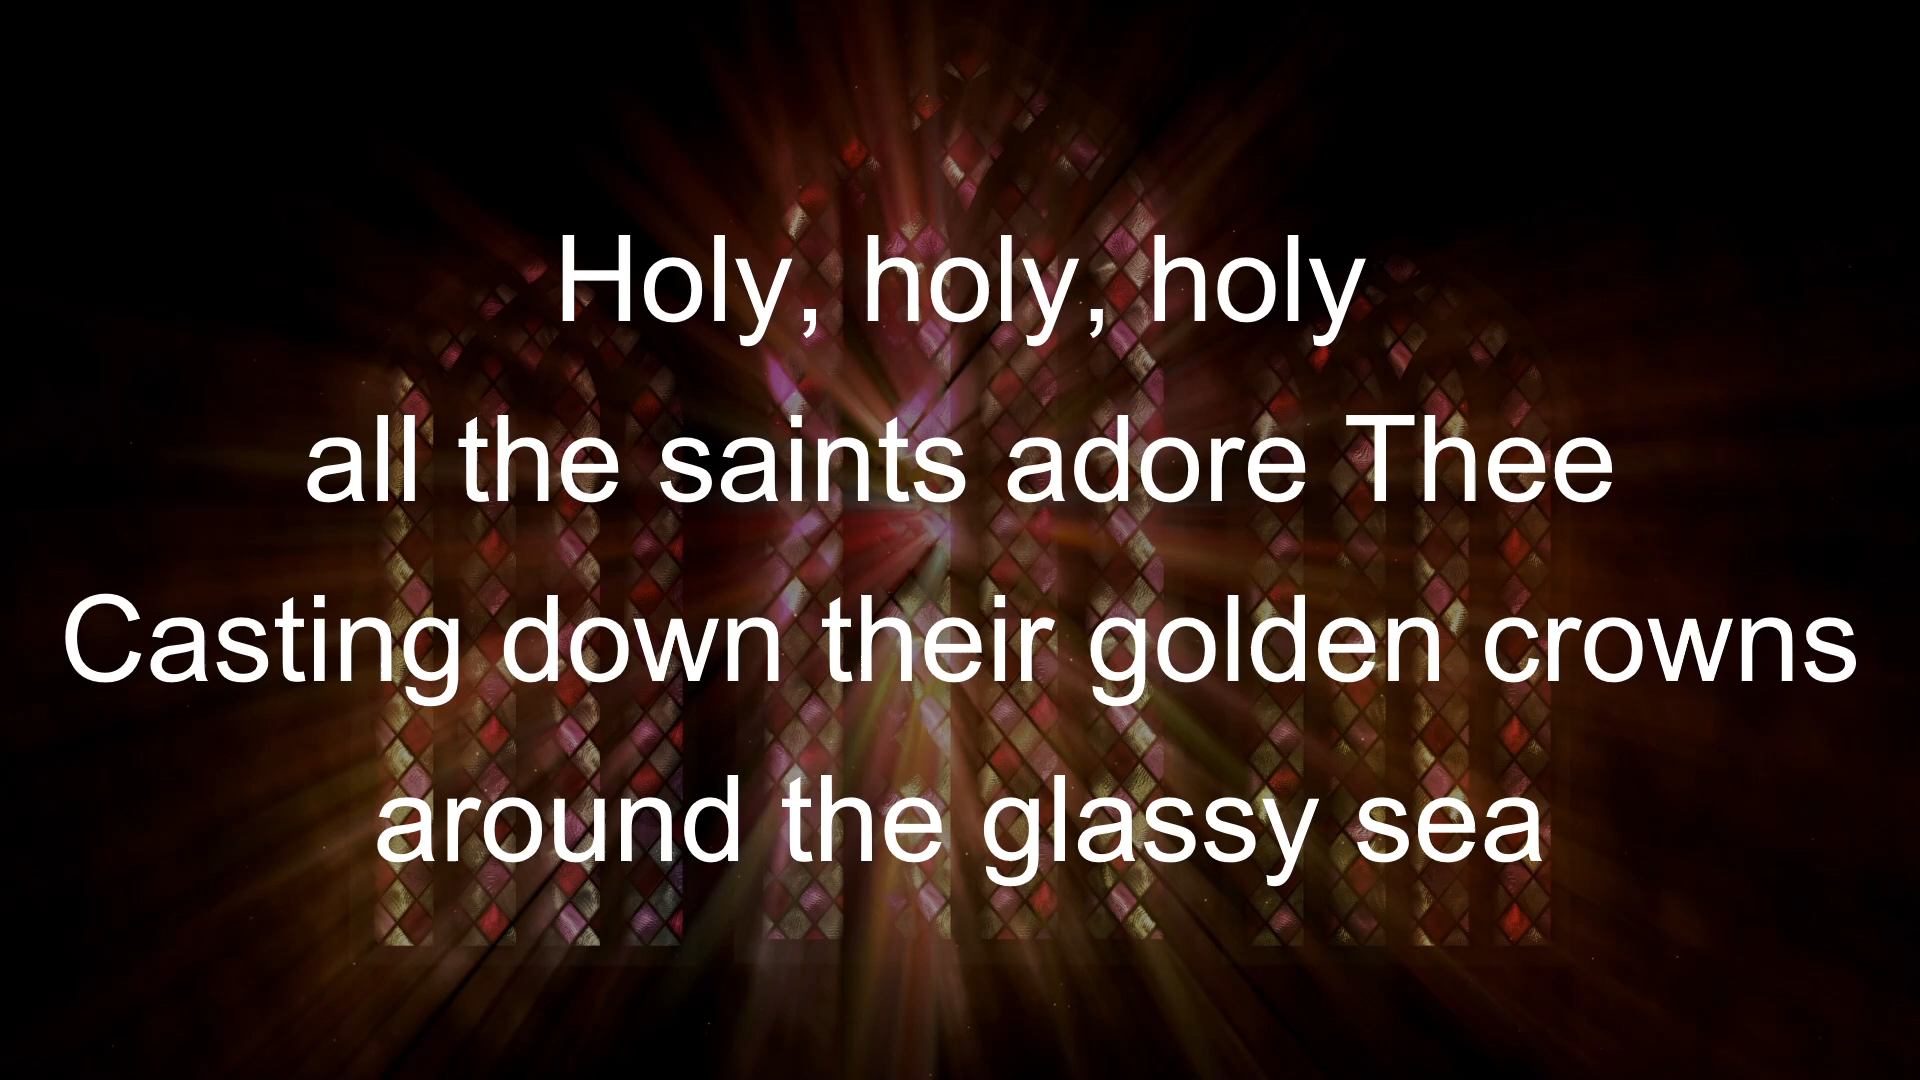 Holy, holy, holy
all the saints adore Thee
Casting down their golden crowns
around the glassy sea